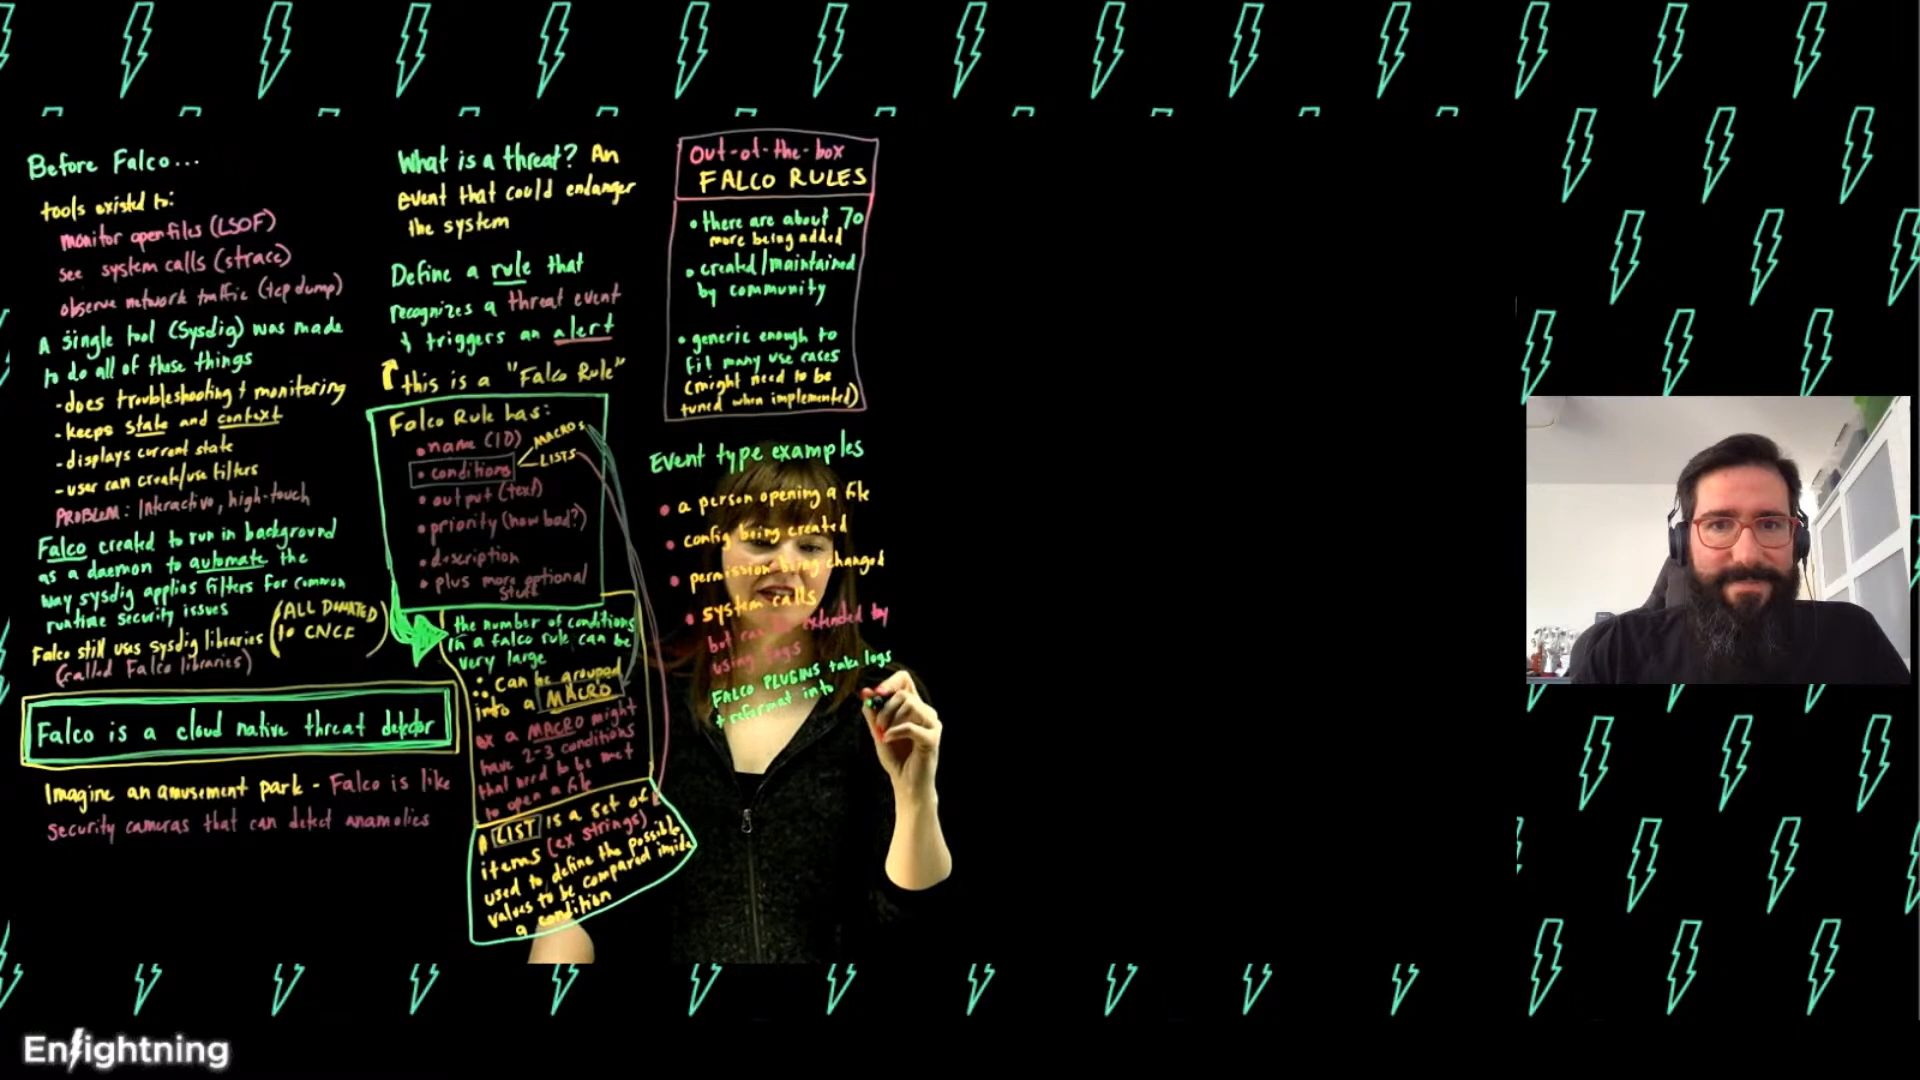 Before Falco...
tools existed to:
monitor open files (LSOF)
see system calls (strace)
observe network traffic (tcp dump)
A single tool (Sysdig) was made
to do all of these things
- does troubleshooting + monitoring
- keeps state and context
- displays current state
- user can create/use filters
PROBLEM: Interactive, high-touch
Falco created to run in background
as a daemon to automate the
way sysdig applies filters for common
runtime security issues
(ALL DONATED
to CNCF)
Falco still uses sysdig libraries
(called Falco libraries)
Falco is a cloud native threat detector
Imagine an amusement park - Falco is like
security cameras that can detect anamolies
What is a threat? An
event that could endanger
the system
Define a rule that
recognizes a threat event
+ triggers an alert
this is a "Falco Rule"
Falco Rule has:
• name (ID)
• conditions
MACROS
LISTS
• output (text)
• priority (how bad?)
• description
• plus more optional
stuff
the number of conditions
in a falco rule can be
very large
∴ can be grouped
into a MACRO
ex a MACRO might
have 2-3 conditions
that need to be met
to open a file
A LIST is a set of
items (ex strings)
used to define the possible
values to be compared inside
a condition
Out-of-the-box
FALCO RULES
• there are about 70
more being added
• created/maintained
by community
• generic enough to
fit many use cases
(might need to be
tuned when implemented)
Event type examples
• a person opening a file
• config being created
• permission being changed
• system calls
but can be extended by
using logs
FALCO PLUGINS take logs
+ reformat into
Enlightning